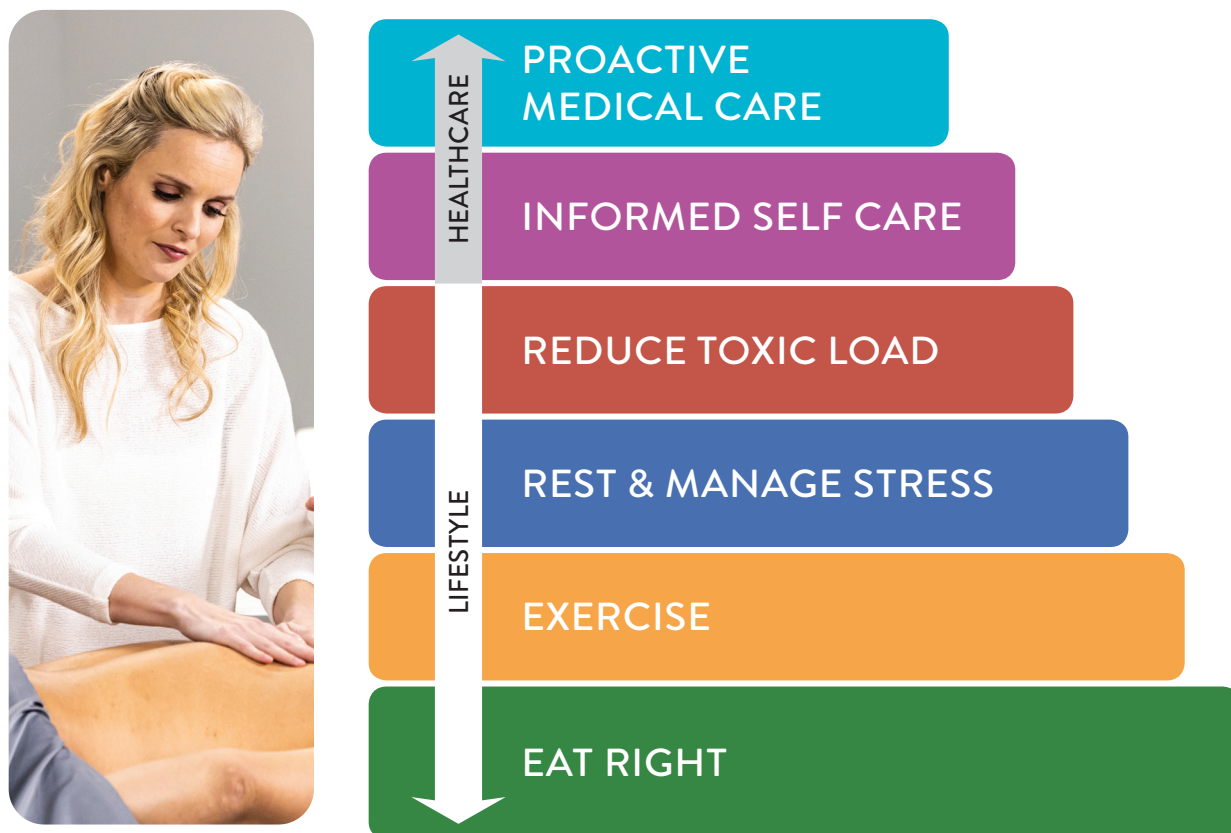 PROACTIVE
MEDICAL CARE
HEALTHCARE
INFORMED SELF CARE
REDUCE TOXIC LOAD
REST & MANAGE STRESS
LIFESTYLE
EXERCISE
EAT RIGHT